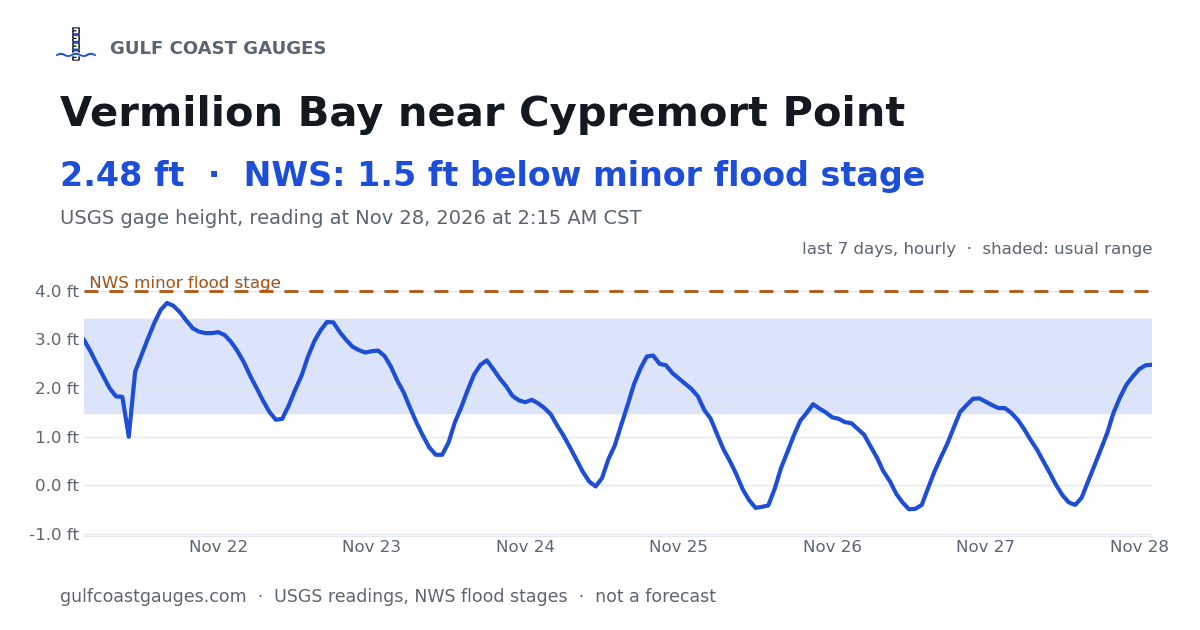 GULF COAST GAUGES
Vermilion Bay near Cypremort Point
2.48 ft · NWS: 1.5 ft below minor flood stage
USGS gage height, reading at Nov 28, 2026 at 2:15 AM CST
last 7 days, hourly · shaded: usual range
NWS minor flood stage
4.0 ft
3.0 ft
2.0 ft
1.0 ft
0.0 ft
-1.0 ft
Nov 22 Nov 23 Nov 24 Nov 25 Nov 26 Nov 27 Nov 28
gulfcoastgauges.com · USGS readings, NWS flood stages · not a forecast